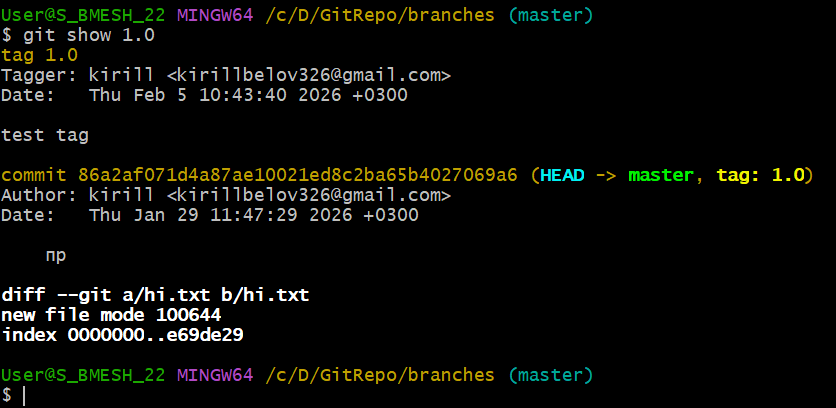 User@S_BMESH_22 MINGW64 /c/D/GitRepo/branches (master)
$ git show 1.0
tag 1.0
Tagger: kirill <kirillbelov326@gmail.com>
Date:   Thu Feb 5 10:43:40 2026 +0300

test tag

commit 86a2af071d4a87ae10021ed8c2ba65b4027069a6 (HEAD -> master, tag: 1.0)
Author: kirill <kirillbelov326@gmail.com>
Date:   Thu Jan 29 11:47:29 2026 +0300

    пр

diff --git a/hi.txt b/hi.txt
new file mode 100644
index 0000000..e69de29

User@S_BMESH_22 MINGW64 /c/D/GitRepo/branches (master)
$